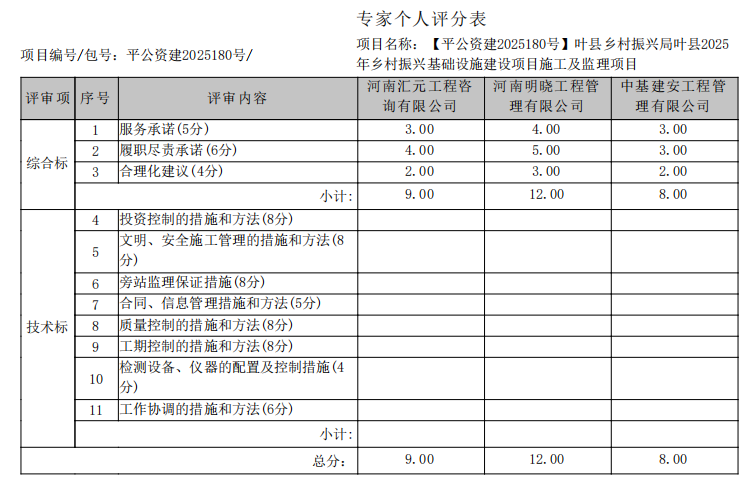 专家个人评分表
项目编号/包号：平公资建2025180号/
项目名称：【平公资建2025180号】叶县乡村振兴局叶县2025
年乡村振兴基础设施建设项目施工及监理项目
评审项 序号 评审内容 河南汇元工程咨询有限公司 河南明晓工程管理有限公司 中基建安工程管理有限公司
综合标
1 服务承诺(5分) 3.00 4.00 3.00
2 履职尽责承诺(6分) 4.00 5.00 3.00
3 合理化建议(4分) 2.00 3.00 2.00
小计: 9.00 12.00 8.00
技术标
4 投资控制的措施和方法(8分)
5 文明、安全施工管理的措施和方法(8
分)
6 旁站监理保证措施(8分)
7 合同、信息管理措施和方法(5分)
8 质量控制的措施和方法(8分)
9 工期控制的措施和方法(8分)
10 检测设备、仪器的配置及控制措施(4
分)
11 工作协调的措施和方法(6分)
小计:
总分： 9.00 12.00 8.00